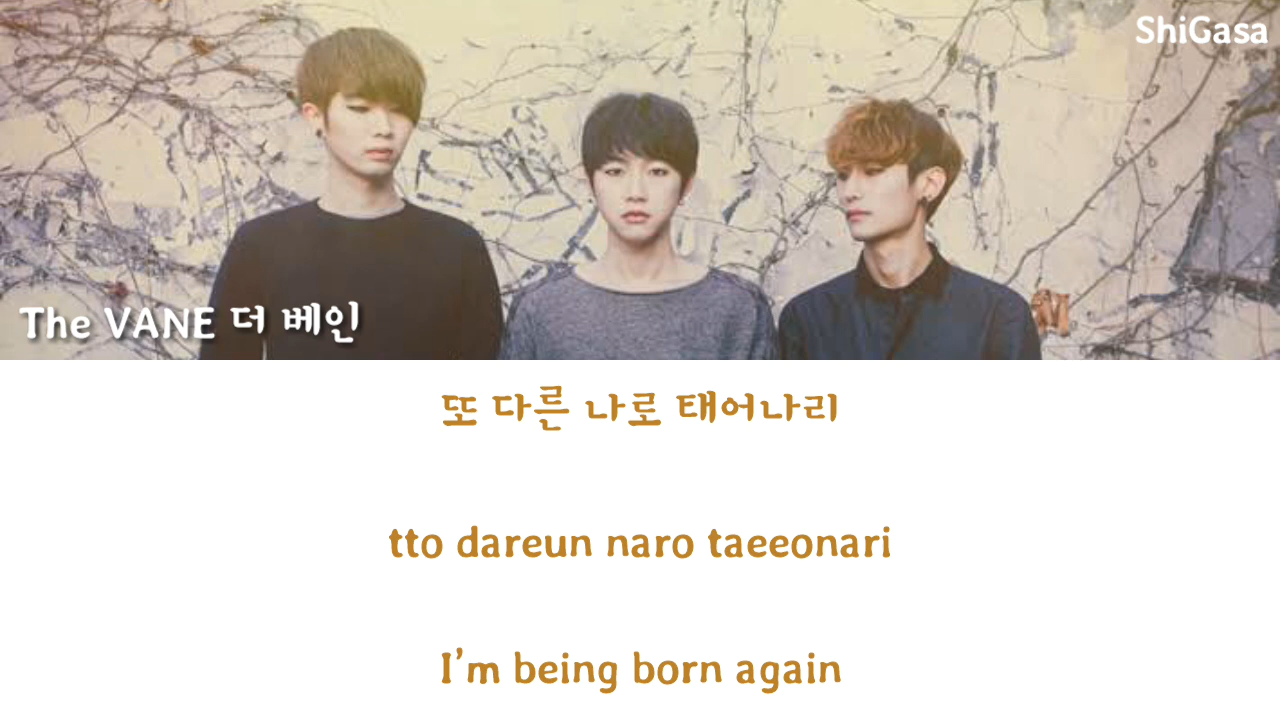 ShiGasa
The VANE 더 베인
또 다른 나로 태어나리
tto dareun naro taeeonari
I'm being born again